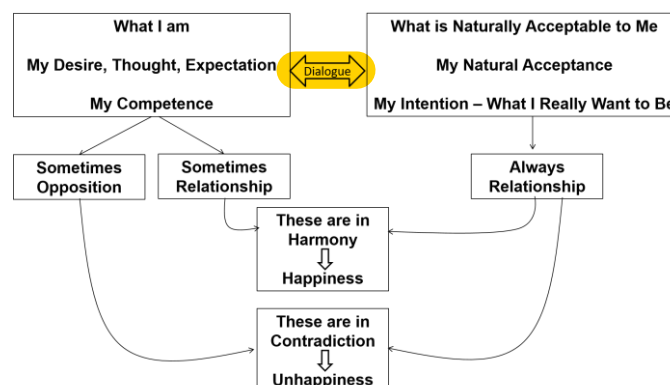 What I am
My Desire, Thought, Expectation
My Competence
Dialogue
What is Naturally Acceptable to Me
My Natural Acceptance
My Intention – What I Really Want to Be
Sometimes
Opposition
Sometimes
Relationship
Always
Relationship
These are in
Harmony
Happiness
These are in
Contradiction
Unhappiness